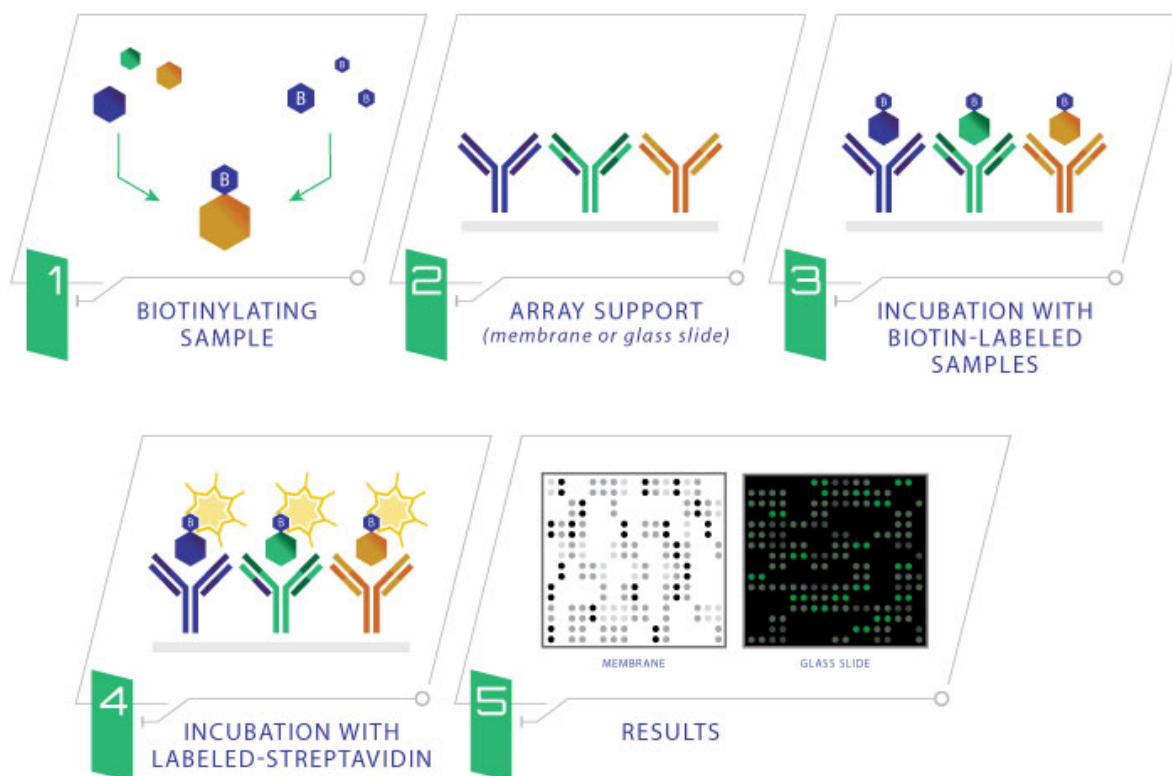 B
B
B
B
1
BIOTINYLATING
SAMPLE
2
ARRAY SUPPORT
(membrane or glass slide)
B
B
B
3
INCUBATION WITH
BIOTIN-LABELED
SAMPLES
B
B
B
4
INCUBATION WITH
LABELED-STREPTAVIDIN
MEMBRANE
GLASS SLIDE
5
RESULTS